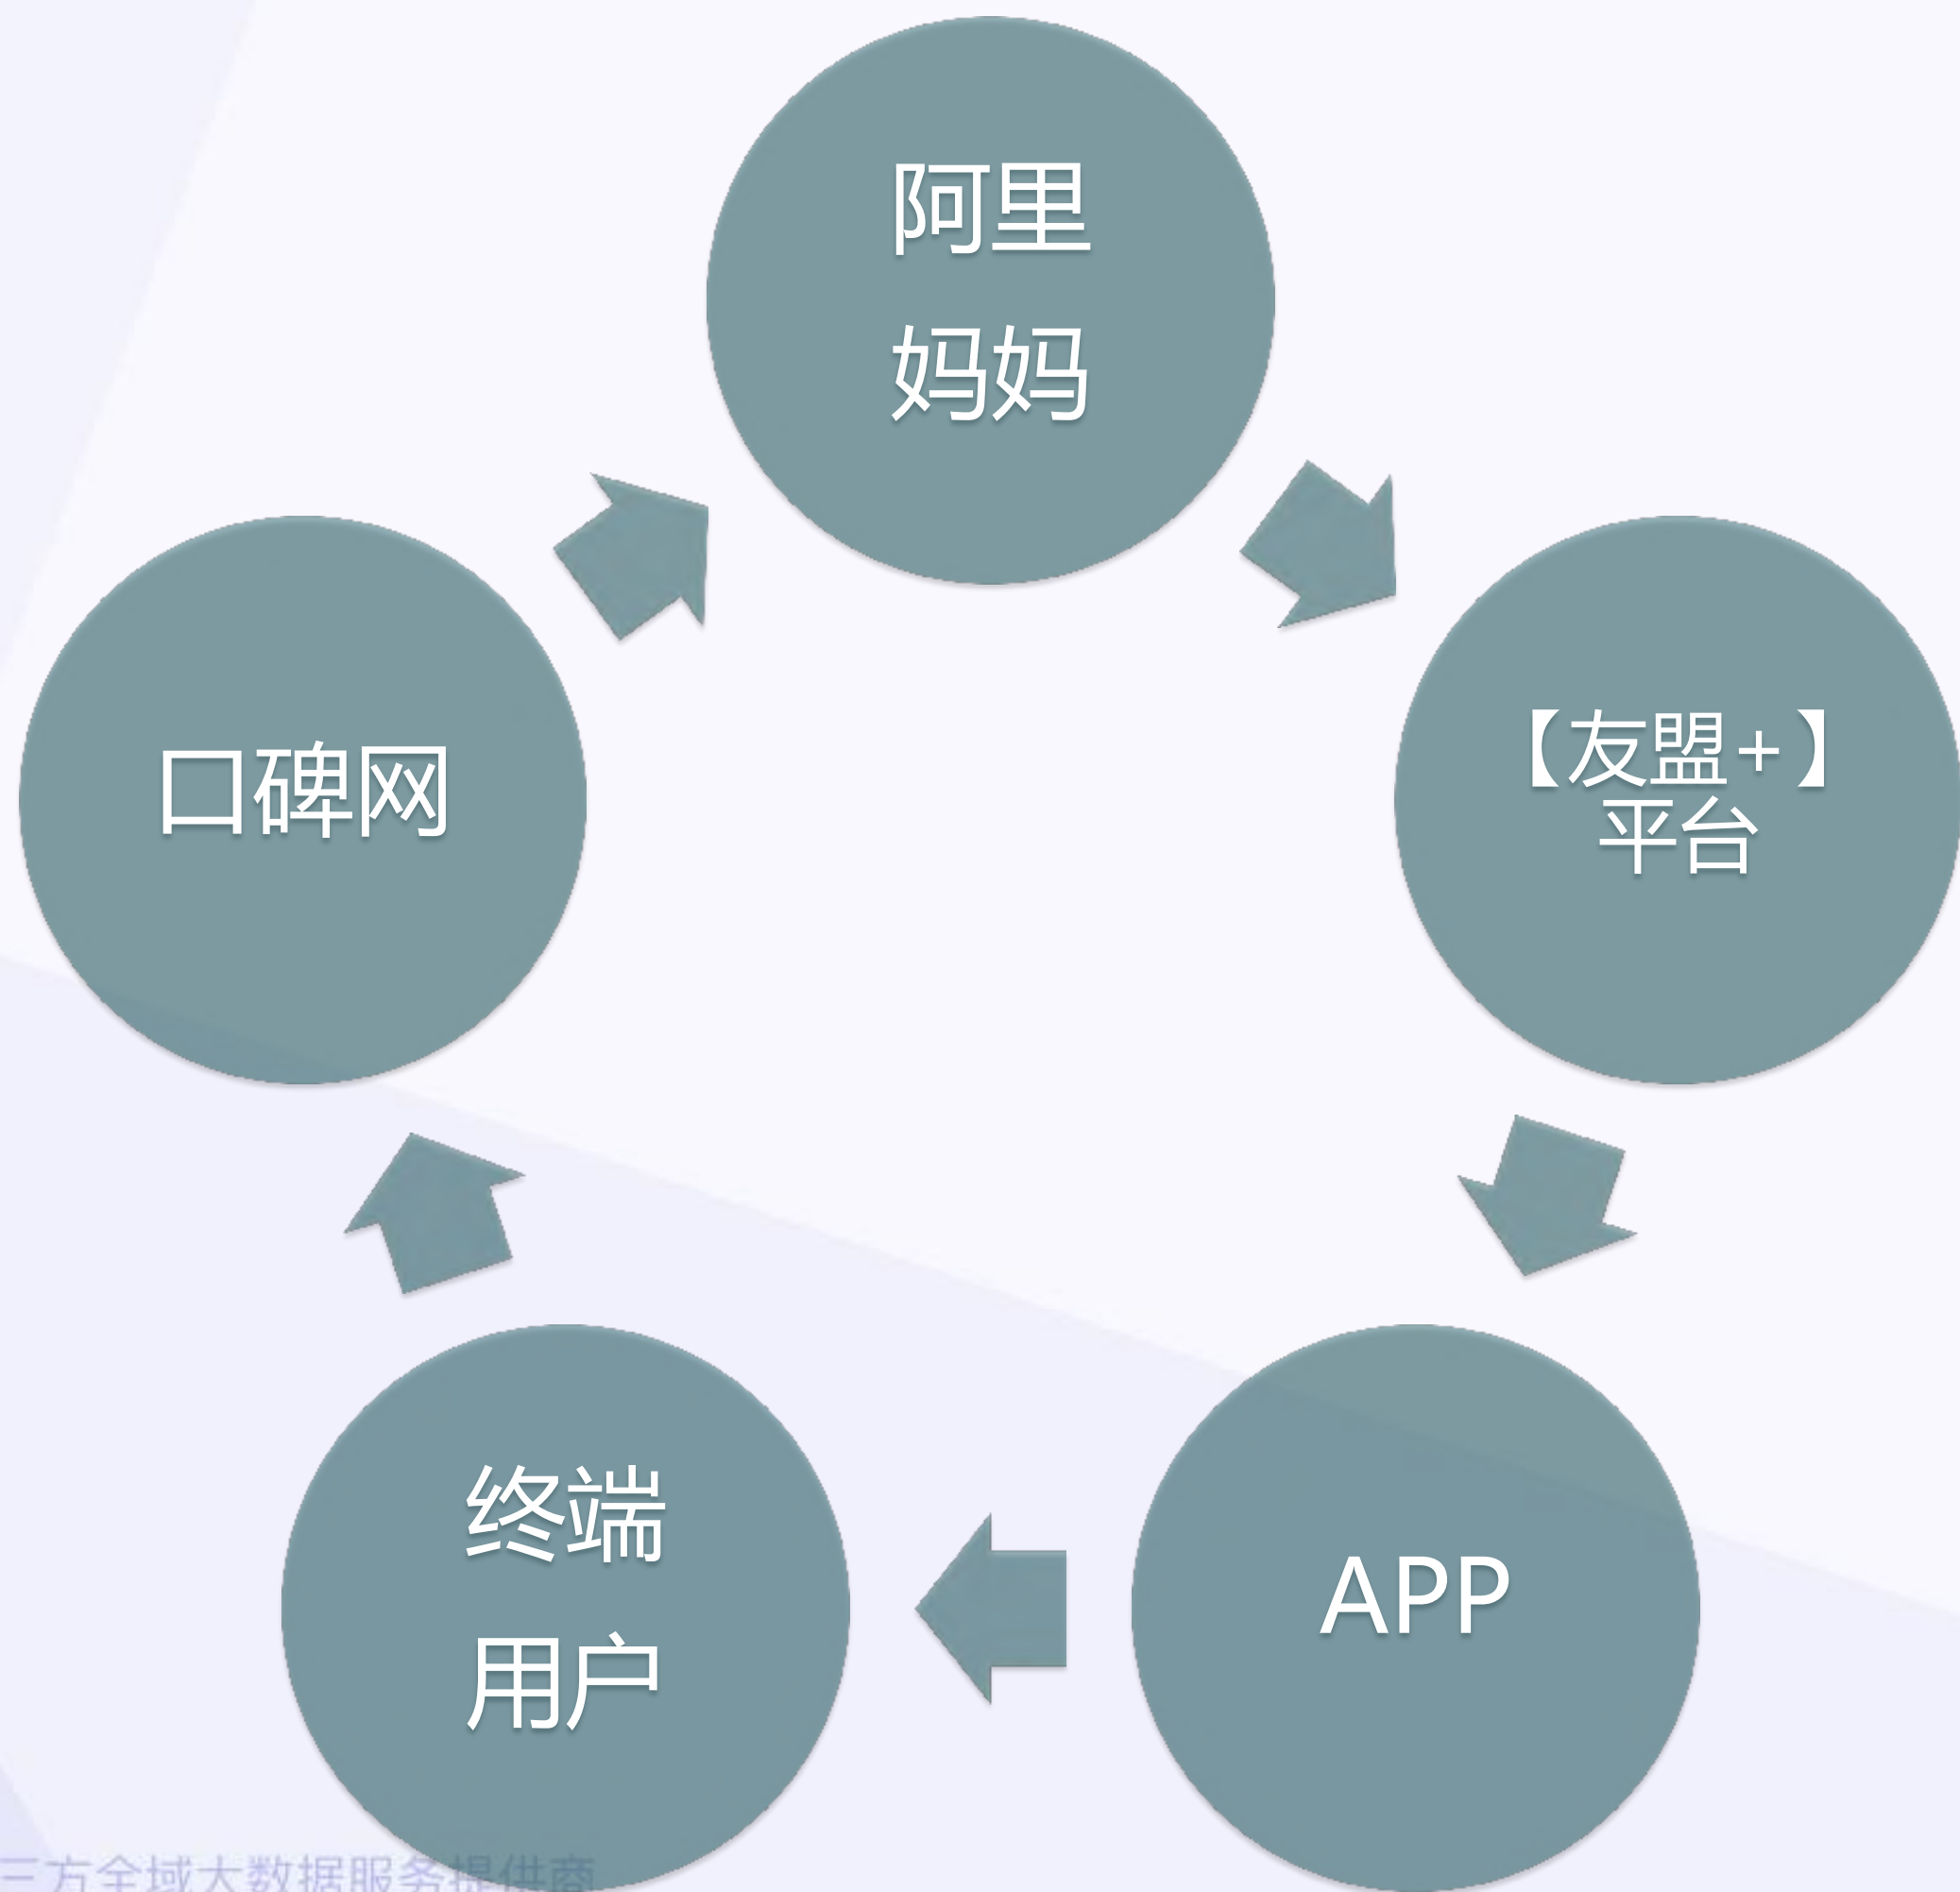 阿里
妈妈
口碑网
【友盟+】
平台
终端
用户
APP
三方全域大数据服务提供商